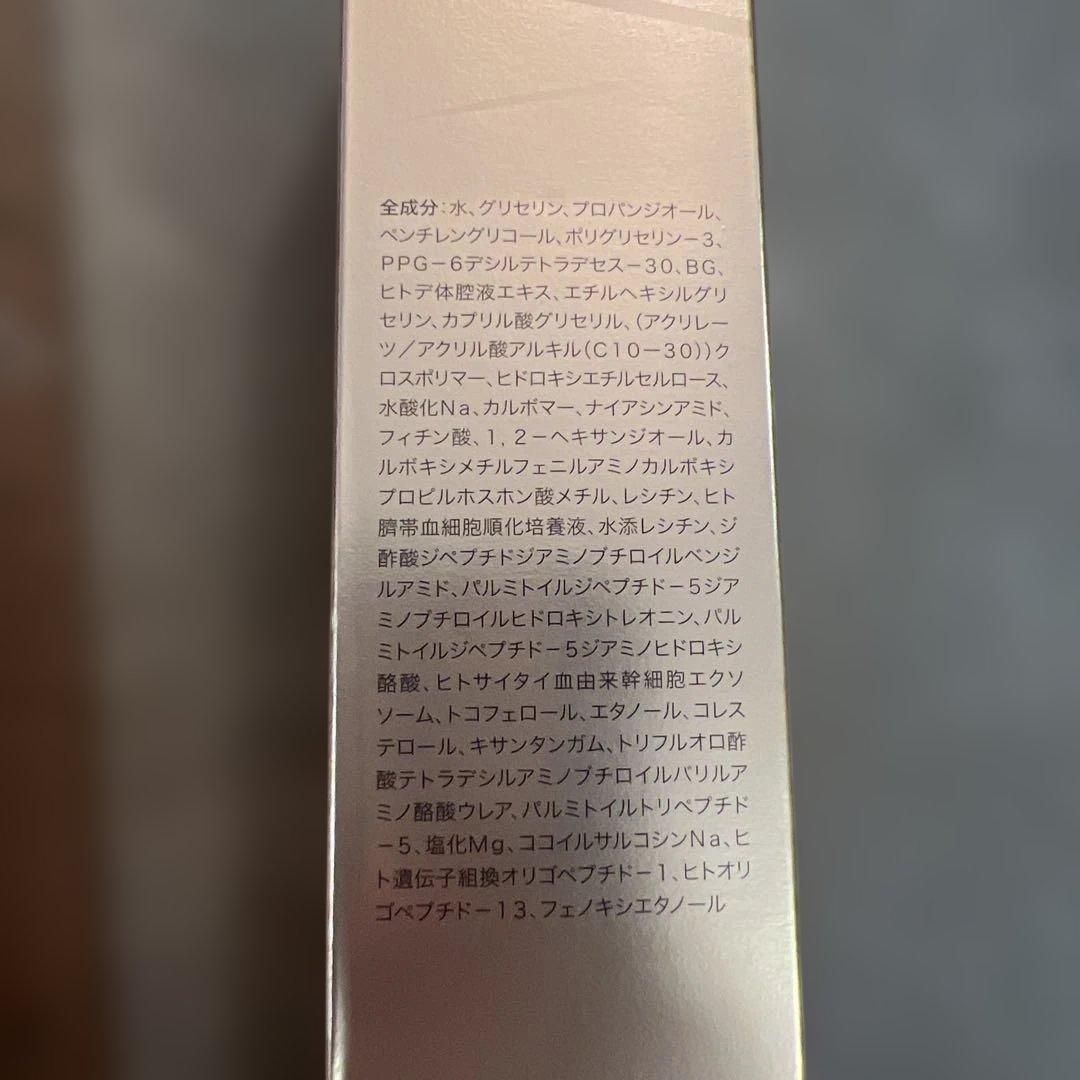 全成分:水、グリセリン、プロパンジオール、
ペンチレングリコール、ポリグリセリン−3、
PPG−6デシルテトラデセス−30、BG、
ヒトデ体腔液エキス、エチルヘキシルグリ
セリン、カプリル酸グリセリル、(アクリレー
ツ/アクリル酸アルキル(C10−30))ク
ロスポリマー、ヒドロキシエチルセルロース、
水酸化Na、カルボマー、ナイアシンアミド、
フィチン酸、1,2−ヘキサンジオール、カ
ルボキシメチルフェニルアミノカルボキシ
プロピルホスホン酸メチル、レシチン、ヒト
臍帯血細胞順化培養液、水添レシチン、ジ
酢酸ジペプチドジアミノブチロイルベンジ
ルアミド、パルミトイルジペプチド−5ジア
ミノブチロイルヒドロキシトレオニン、パル
ミトイルジペプチド−5ジアミノヒドロキシ
酪酸、ヒトサイタイ血由来幹細胞エクソ
ソーム、トコフェロール、エタノール、コレス
テロール、キサンタンガム、トリフルオロ酢
酸テトラデシルアミノブチロイルバリルア
ミノ酪酸ウレア、パルミトイルトリペプチド
−5、塩化Mg、ココイルサルコシンNa、ヒ
ト遺伝子組換オリゴペプチド−1、ヒトオリ
ゴペプチド−13、フェノキシエタノール